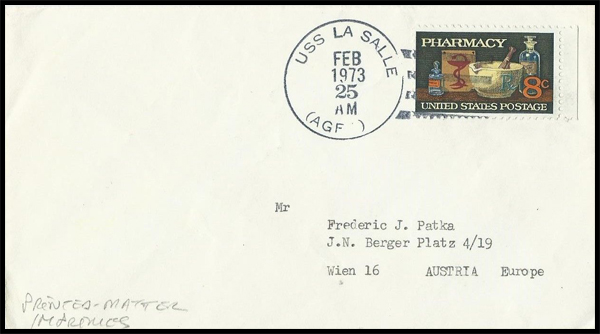 USS LA SALLE
FEB
1973
25
AM
(AGF )
PHARMACY
8c
UNITED STATES POSTAGE
Mr
Frederic J. Patka
J.N. Berger Platz 4/19
Wien 16 AUSTRIA Europe
PRINTED-MATTER